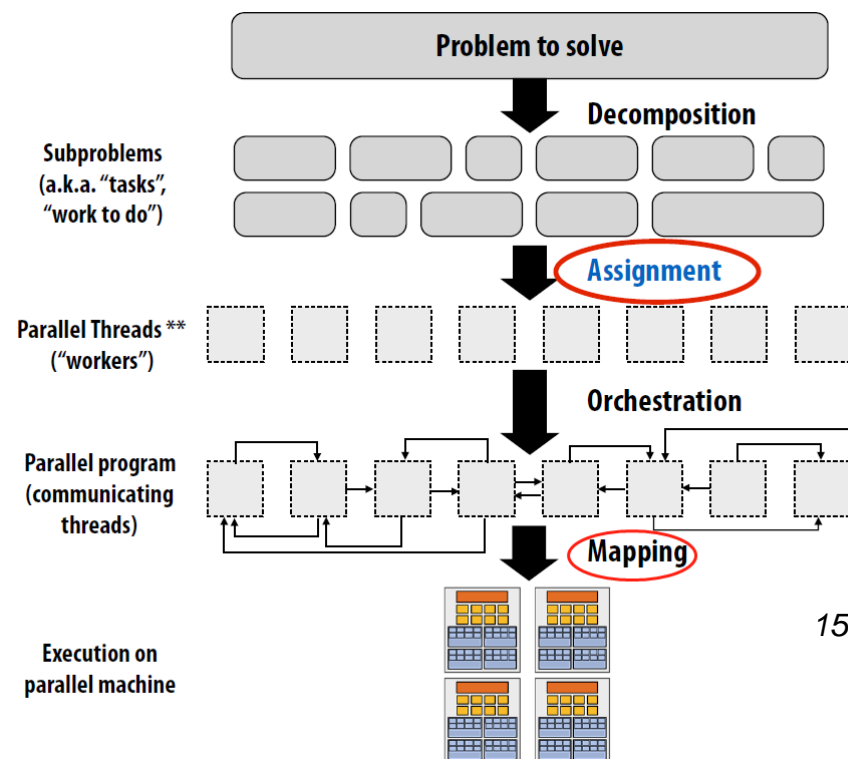 Problem to solve
Decomposition
Subproblems
(a.k.a. “tasks”,
“work to do”)
Assignment
Parallel Threads **
(“workers”)
Orchestration
Parallel program
(communicating
threads)
Mapping
15
Execution on
parallel machine